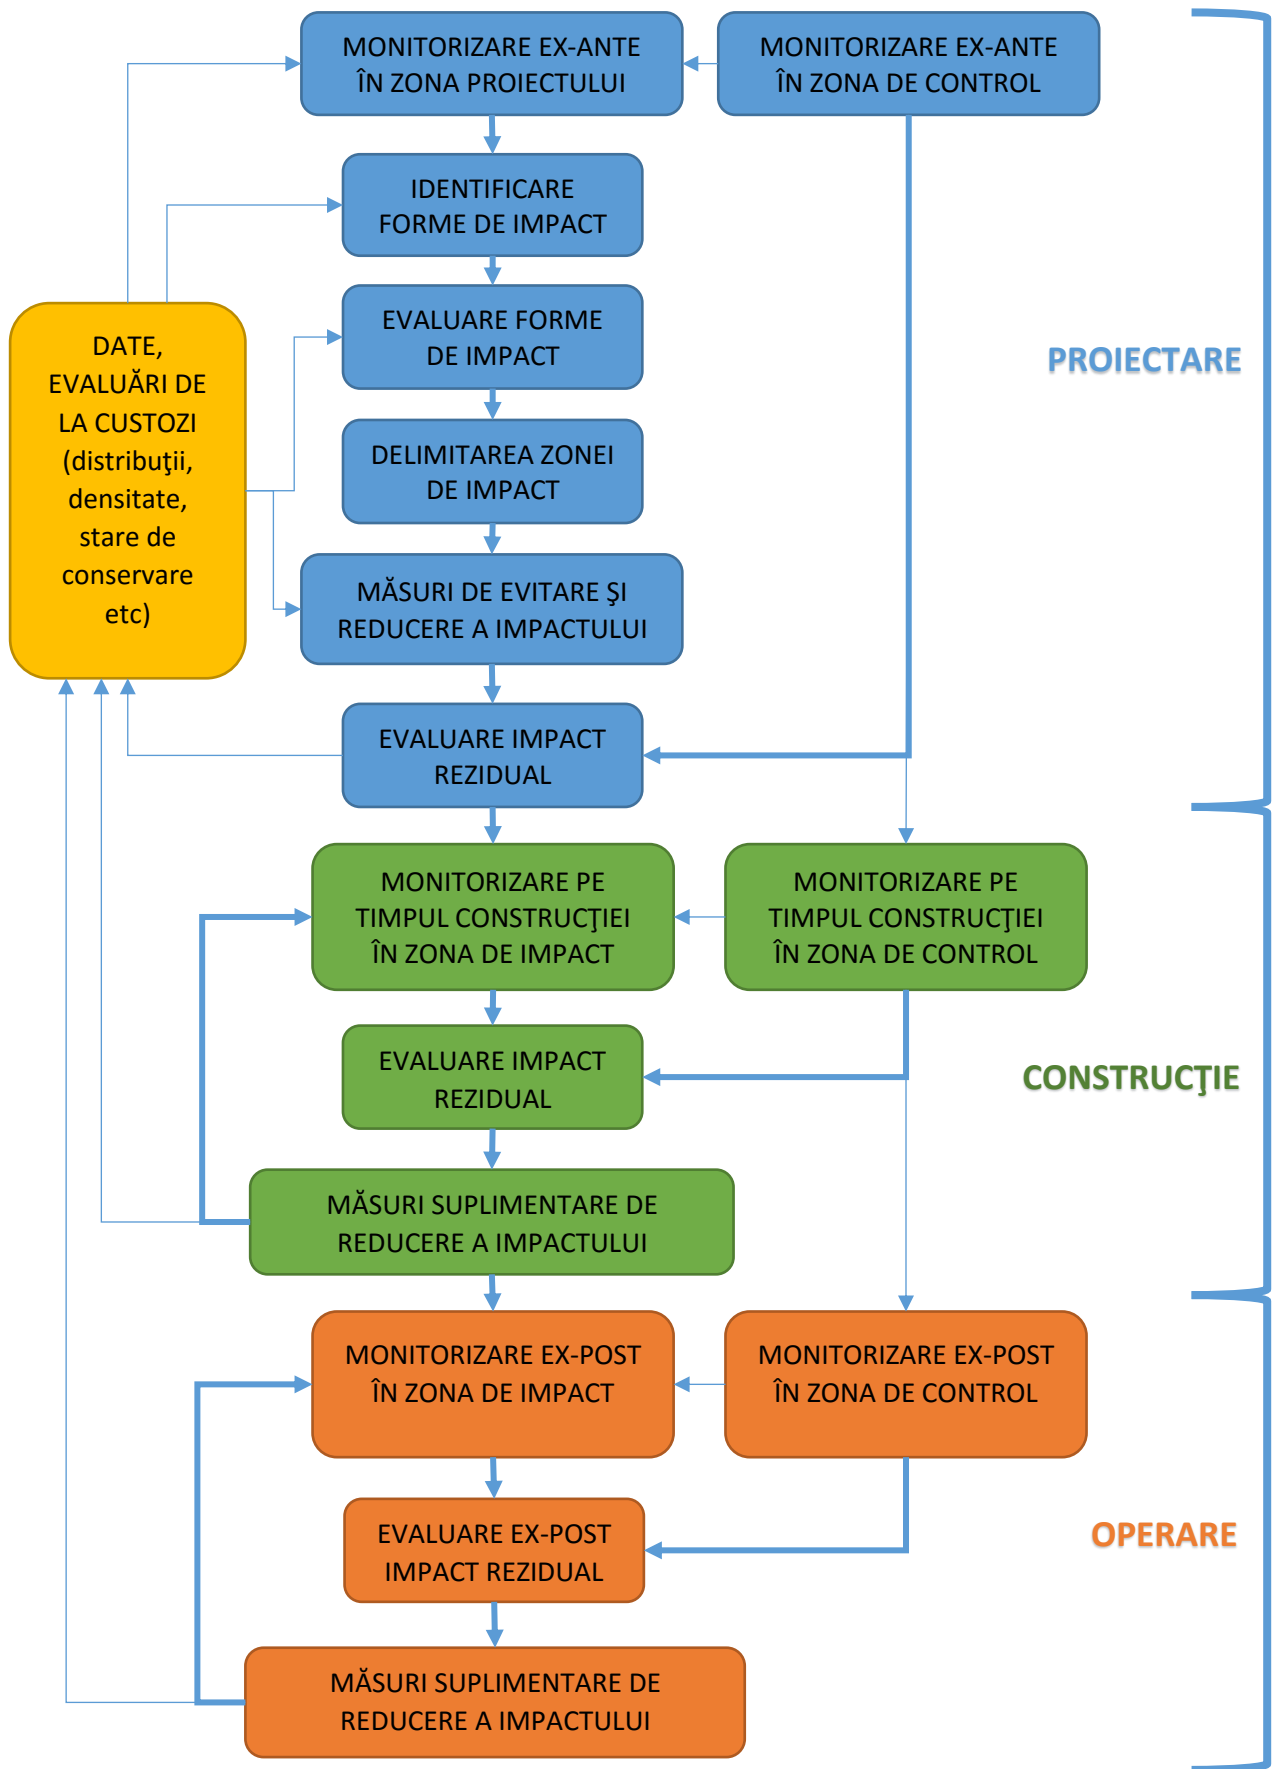 MONITORIZARE EX-ANTE
ÎN ZONA PROIECTULUI
MONITORIZARE EX-ANTE
ÎN ZONA DE CONTROL
IDENTIFICARE
FORME DE IMPACT
EVALUARE FORME
DE IMPACT
DATE,
EVALUĂRI DE
LA CUSTOZI
(distribuţii,
densitate,
stare de
conservare
etc)
PROIECTARE
DELIMITAREA ZONEI
DE IMPACT
MĂSURI DE EVITARE ŞI
REDUCERE A IMPACTULUI
EVALUARE IMPACT
REZIDUAL
MONITORIZARE PE
TIMPUL CONSTRUCŢIEI
ÎN ZONA DE IMPACT
MONITORIZARE PE
TIMPUL CONSTRUCŢIEI
ÎN ZONA DE CONTROL
EVALUARE IMPACT
REZIDUAL
CONSTRUCŢIE
MĂSURI SUPLIMENTARE DE
REDUCERE A IMPACTULUI
MONITORIZARE EX-POST
ÎN ZONA DE IMPACT
MONITORIZARE EX-POST
ÎN ZONA DE CONTROL
EVALUARE EX-POST
IMPACT REZIDUAL
OPERARE
MĂSURI SUPLIMENTARE DE
REDUCERE A IMPACTULUI